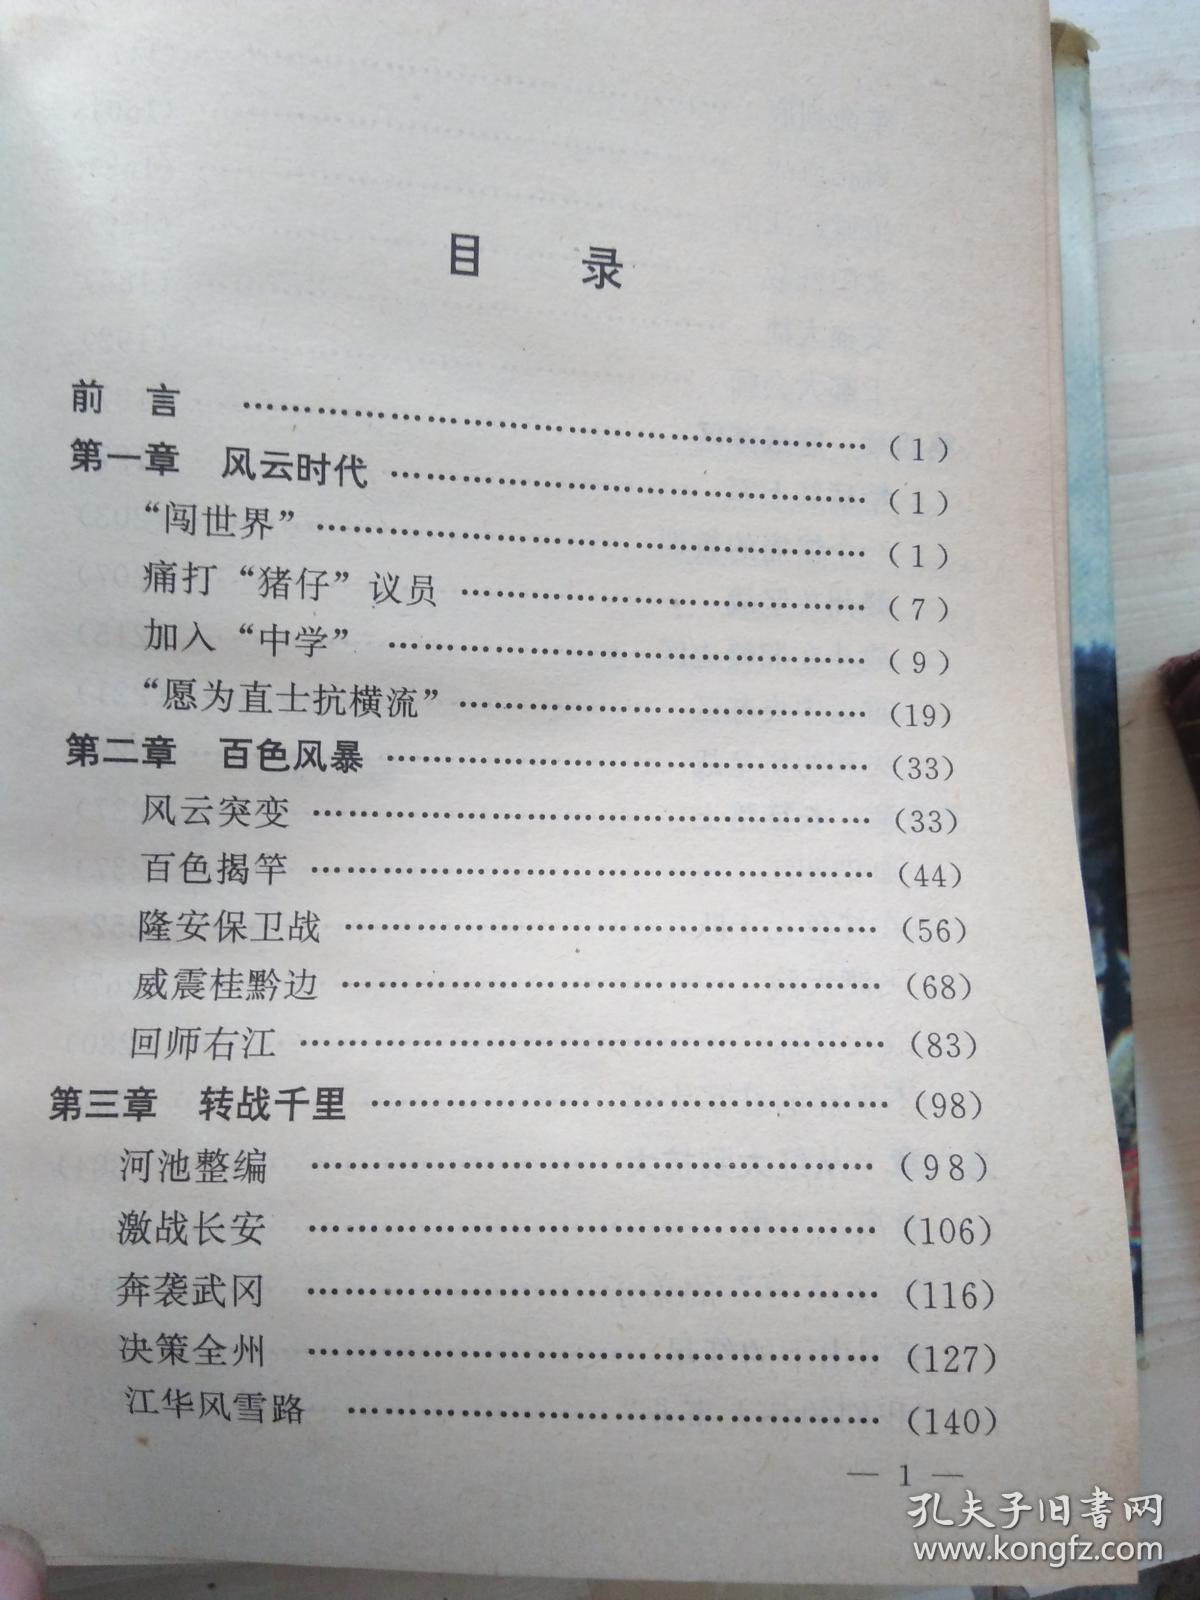 目 录
前 言 ……………………………………………… (1)
第一章 风云时代 ……………………………………… (1)
“闯世界” ……………………………………………… (1)
痛打“猪仔”议员 …………………………………… (7)
加入“中学” ………………………………………… (9)
“愿为直士抗横流” ………………………………… (19)
第二章 百色风暴 ……………………………………… (33)
风云突变 ……………………………………………… (33)
百色揭竿 ……………………………………………… (44)
隆安保卫战 …………………………………………… (56)
威震桂黔边 …………………………………………… (68)
回师右江 ……………………………………………… (83)
第三章 转战千里 ……………………………………… (98)
河池整编 ……………………………………………… (98)
激战长安 ……………………………………………… (106)
奔袭武冈 ……………………………………………… (116)
决策全州 ……………………………………………… (127)
江华风雪路 …………………………………………… (140)
— 1 —
孔夫子旧书网
www.kongfz.com